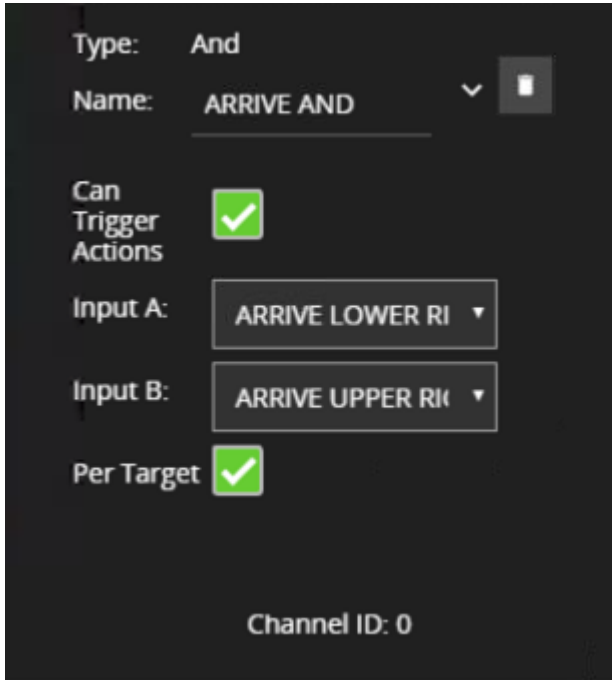 Type: And
Name: ARRIVE AND
Can
Trigger
Actions
Input A: ARRIVE LOWER RI
Input B: ARRIVE UPPER RI
Per Target
Channel ID: 0